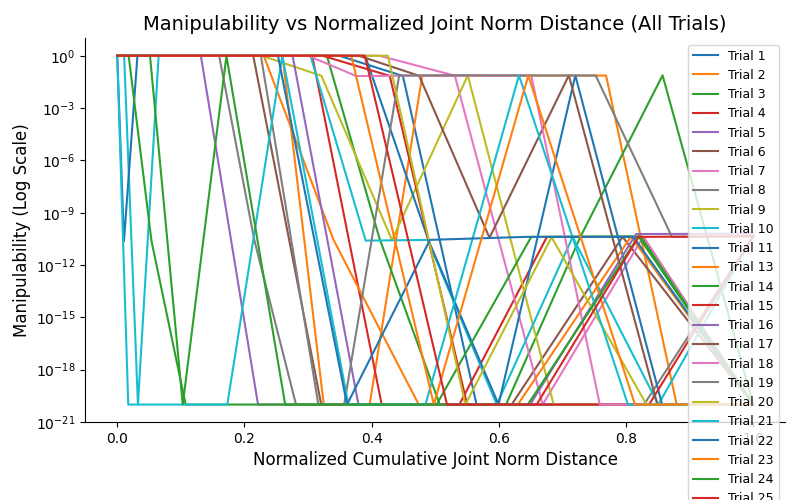 Manipulability vs Normalized Joint Norm Distance (All Trials)
Manipulability (Log Scale)
10⁰
10⁻³
10⁻⁶
10⁻⁹
10⁻¹²
10⁻¹⁵
10⁻¹⁸
10⁻²¹
0.0
0.2
0.4
0.6
0.8
Normalized Cumulative Joint Norm Distance
Trial 1
Trial 2
Trial 3
Trial 4
Trial 5
Trial 6
Trial 7
Trial 8
Trial 9
Trial 10
Trial 11
Trial 13
Trial 14
Trial 15
Trial 16
Trial 17
Trial 18
Trial 19
Trial 20
Trial 21
Trial 22
Trial 23
Trial 24
Trial 25